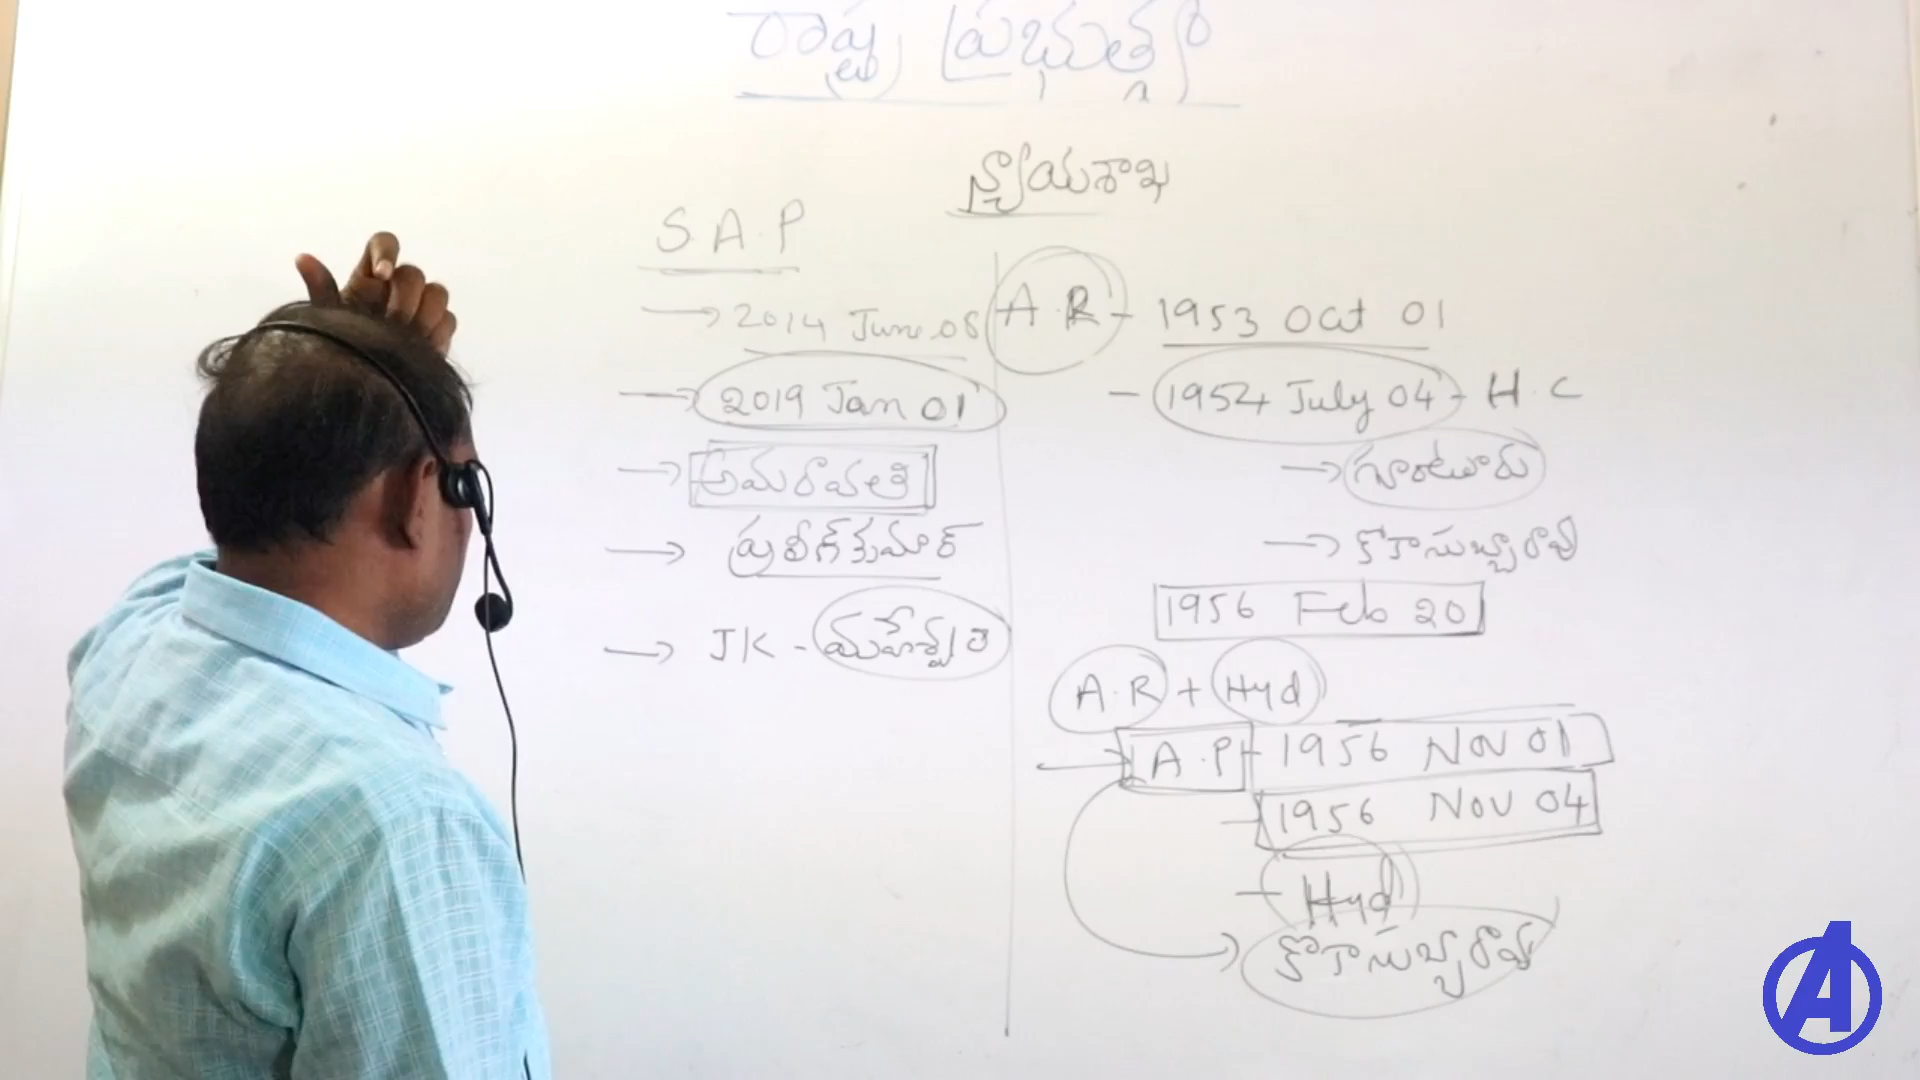 రాష్ట్ర ప్రభుత్వం
న్యాయశాఖ
S.A.P
→ 2014 June 08
→ 2019 Jan 01
→ అమరావతి
→ ప్రవీణ్ కుమార్
→ JK - మహేశ్వరి
A.R - 1953 Oct 01
- 1954 July 04 - H.C
→ గూంటూరు
→ కోకాసుబ్బారావు
1956 Feb 20
A.R + Hyd
→ A.P - 1956 Nov 01
- 1956 Nov 04
- Hyd
→ కోకాసుబ్బారావు